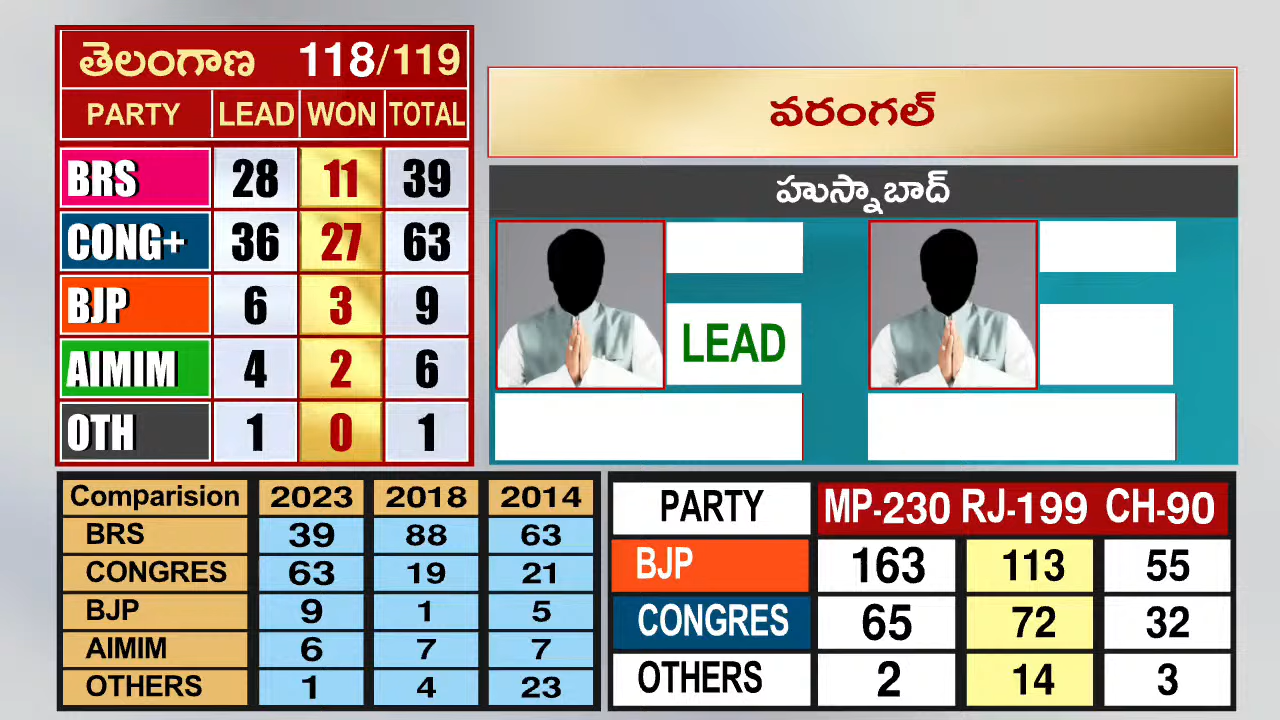 తెలంగాణ 118/119
PARTY LEAD WON TOTAL
BRS 28 11 39
CONG+ 36 27 63
BJP 6 3 9
AIMIM 4 2 6
OTH 1 0 1
వరంగల్
హుస్నాబాద్
LEAD
Comparision 2023 2018 2014
BRS 39 88 63
CONGRES 63 19 21
BJP 9 1 5
AIMIM 6 7 7
OTHERS 1 4 23
PARTY MP-230 RJ-199 CH-90
BJP 163 113 55
CONGRES 65 72 32
OTHERS 2 14 3